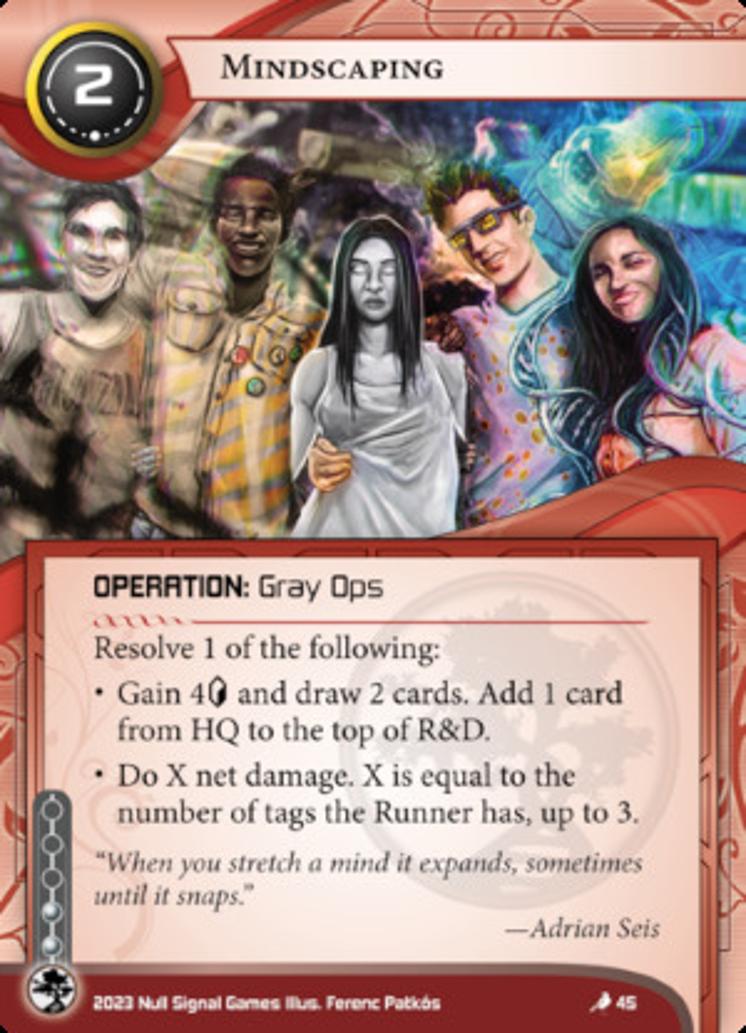 2
Mindscaping
OPERATION: Gray Ops
Resolve 1 of the following:
• Gain 4 and draw 2 cards. Add 1 card
from HQ to the top of R&D.
• Do X net damage. X is equal to the
number of tags the Runner has, up to 3.
“When you stretch a mind it expands, sometimes
until it snaps.”
—Adrian Seis
2023 Null Signal Games Illus. Ferenc Patkós
45